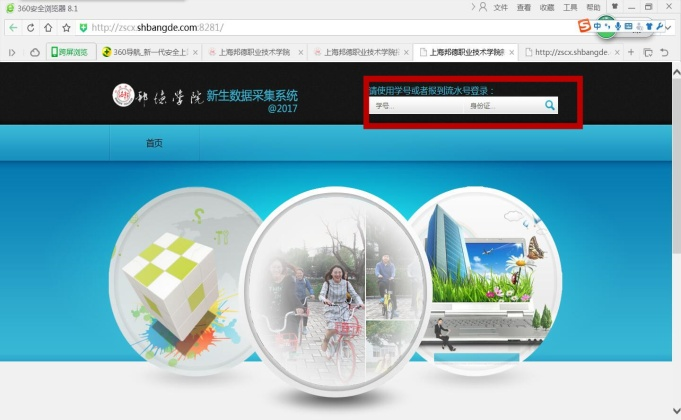 360安全浏览器 8.1
文件 查看 收藏 工具 帮助
http://zscx.shbangde.com:8281/
中
跨屏浏览
360导航_新一代安全上
上海邦德职业技术学院
上海邦德职业技术学院
上海邦德职业技术学院
http://zscx.shbangde.
邦德学院 新生数据采集系统
@2017
请使用学号或者报到流水号登录：
学号... 身份证...
首页